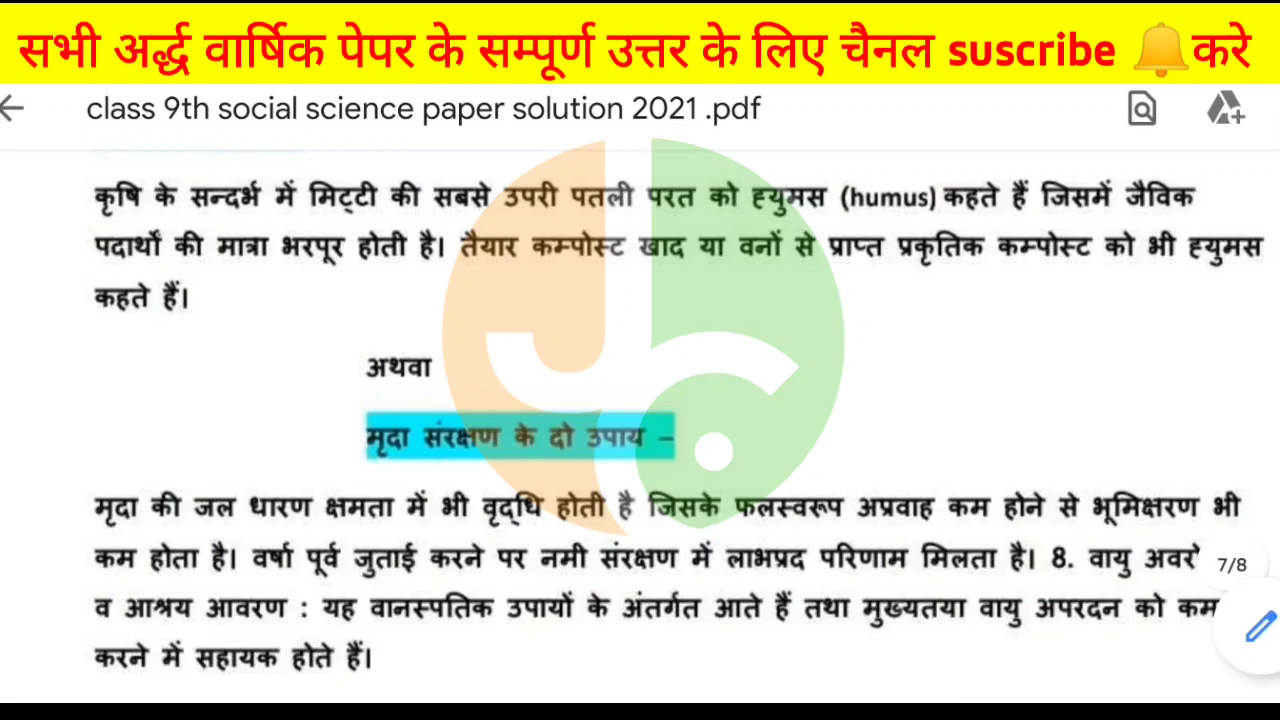 सभी अर्द्ध वार्षिक पेपर के सम्पूर्ण उत्तर के लिए चैनल suscribe 🔔करे
class 9th social science paper solution 2021 .pdf
कृषि के सन्दर्भ में मिट्टी की सबसे उपरी पतली परत को ह्युमस (humus) कहते हैं जिसमें जैविक
पदार्थों की मात्रा भरपूर होती है। तैयार कम्पोस्ट खाद या वनों से प्राप्त प्रकृतिक कम्पोस्ट को भी ह्युमस
कहते हैं।
अथवा
मृदा संरक्षण के दो उपाय –
मृदा की जल धारण क्षमता में भी वृद्धि होती है जिसके फलस्वरूप अप्रवाह कम होने से भूमिक्षरण भी
कम होता है। वर्षा पूर्व जुताई करने पर नमी संरक्षण में लाभप्रद परिणाम मिलता है। 8. वायु
7/8
व आश्रय आवरण : यह वानस्पतिक उपायों के अंतर्गत आते हैं तथा मुख्यतया वायु अपरदन को कम
करने में सहायक होते हैं।